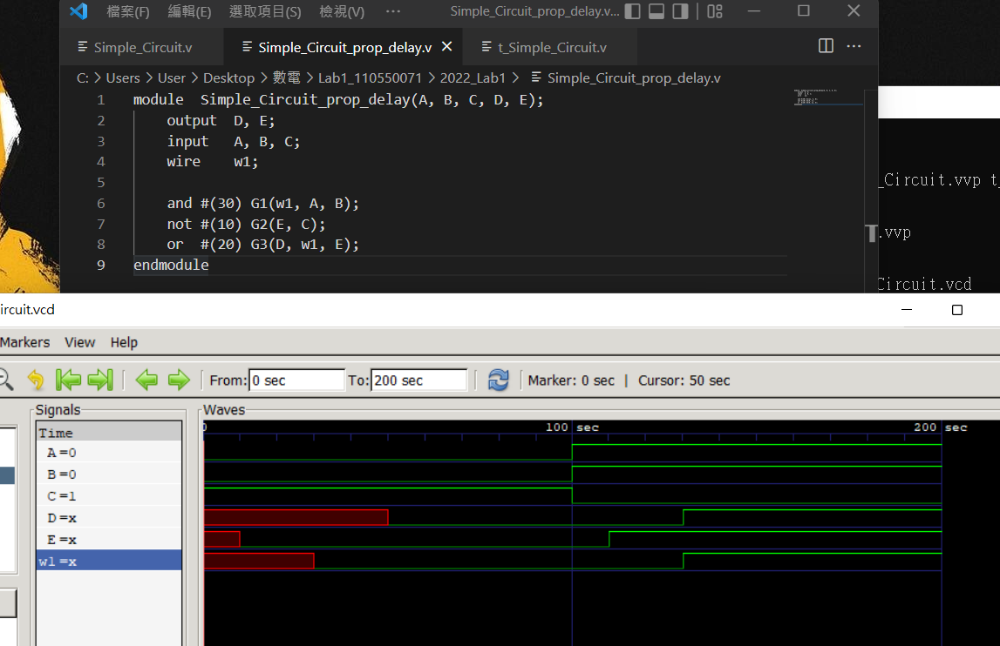 檔案(F) 編輯(E) 選取項目(S) 檢視(V) ··· Simple_Circuit_prop_delay.v...
Simple_Circuit.v Simple_Circuit_prop_delay.v t_Simple_Circuit.v ···
C: > Users > User > Desktop > 數電 > Lab1_110550071 > 2022_Lab1 > Simple_Circuit_prop_delay.v
1 module Simple_Circuit_prop_delay(A, B, C, D, E);
2 output D, E;
3 input A, B, C;
4 wire w1;
5
6 and #(30) G1(w1, A, B);
7 not #(10) G2(E, C);
8 or #(20) G3(D, w1, E);
9 endmodule
_Circuit.vvp t_
.vvp
Circuit.vcd
ircuit.vcd
Markers View Help
From: 0 sec To: 200 sec Marker: 0 sec | Cursor: 50 sec
Signals Waves
Time 0 100 sec 200 sec
A=0
B=0
C=1
D=x
E=x
w1=x